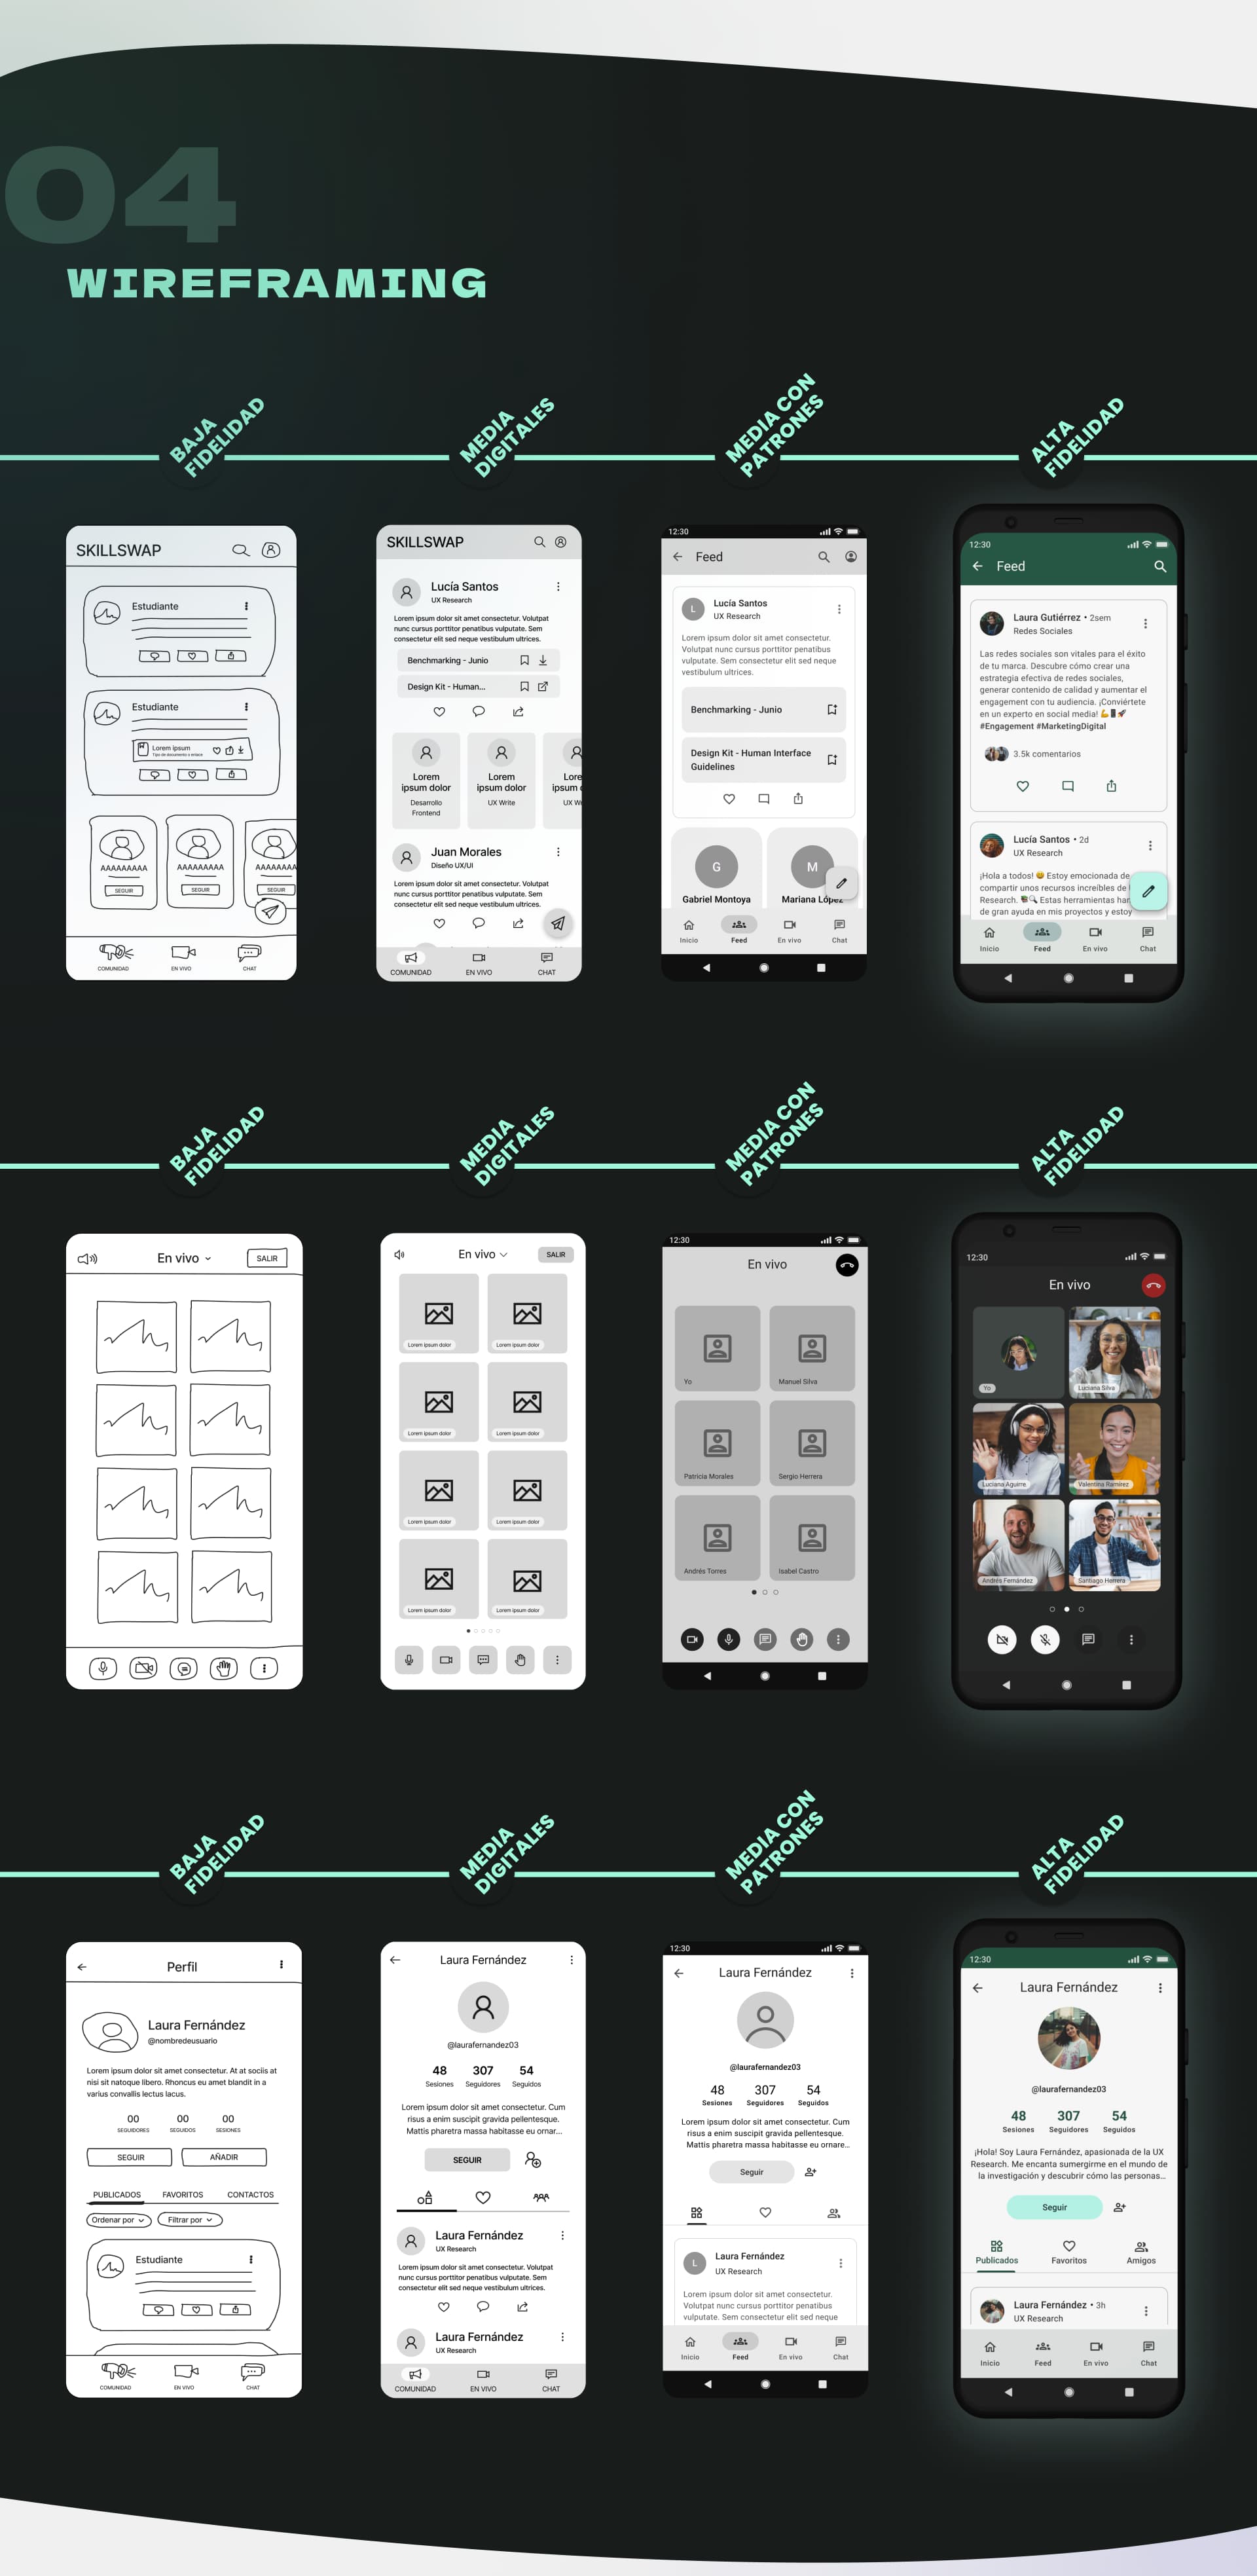 04
WIREFRAMING
BAJA
FIDELIDAD
MEDIA
DIGITALES
MEDIA CON
PATRONES
ALTA
FIDELIDAD
SKILLSWAP
Estudiante
Estudiante
Lorem ipsum
Tipo de documento o enlace
AAAAAAAAA
AAAAAAAAA
AAAAAAAA
SEGUIR
SEGUIR
SEGUIR
COMUNIDAD
EN VIVO
CHAT
SKILLSWAP
Lucía Santos
UX Research
Lorem ipsum dolor sit amet consectetur. Volutpat
nunc cursus porttitor penatibus vulputate. Sem
consectetur elit sed neque vestibulum ultrices.
Benchmarking - Junio
Design Kit - Human...
Lorem
ipsum dolor
Desarrollo
Frontend
Lorem
ipsum dolor
UX Write
Lore
ipsum
UX W
Juan Morales
Diseño UX/UI
Lorem ipsum dolor sit amet consectetur. Volutpat
nunc cursus porttitor penatibus vulputate. Sem
consectetur elit sed neque vestibulum ultrices.
COMUNIDAD
EN VIVO
CHAT
12:30
Feed
L
Lucía Santos
UX Research
Lorem ipsum dolor sit amet consectetur.
Volutpat nunc cursus porttitor penatibus
vulputate. Sem consectetur elit sed neque
vestibulum ultrices.
Benchmarking - Junio
Design Kit - Human Interface
Guidelines
G
Gabriel Montoya
M
Mariana López
Inicio
Feed
En vivo
Chat
12:30
Feed
Laura Gutiérrez • 2sem
Redes Sociales
Las redes sociales son vitales para el éxito
de tu marca. Descubre cómo crear una
estrategia efectiva de redes sociales,
generar contenido de calidad y aumentar el
engagement con tu audiencia. ¡Conviértete
en un experto en social media! 💪📱🚀
#Engagement #MarketingDigital
3.5k comentarios
Lucía Santos • 2d
UX Research
¡Hola a todos! 😄 Estoy emocionada de
compartir unos recursos increíbles de
Research. 📚🔍 Estas herramientas han
de gran ayuda en mis proyectos y estoy
Inicio
Feed
En vivo
Chat
BAJA
FIDELIDAD
MEDIA
DIGITALES
MEDIA CON
PATRONES
ALTA
FIDELIDAD
En vivo
SALIR
En vivo
SALIR
Lorem ipsum dolor
Lorem ipsum dolor
Lorem ipsum dolor
Lorem ipsum dolor
Lorem ipsum dolor
Lorem ipsum dolor
Lorem ipsum dolor
Lorem ipsum dolor
12:30
En vivo
Yo
Manuel Silva
Patricia Morales
Sergio Herrera
Andrés Torres
Isabel Castro
12:30
En vivo
Yo
Luciana Silva
Luciana Aguirre
Valentina Ramírez
Andrés Fernández
Santiago Herrera
BAJA
FIDELIDAD
MEDIA
DIGITALES
MEDIA CON
PATRONES
ALTA
FIDELIDAD
Perfil
Laura Fernández
@nombredeusuario
Lorem ipsum dolor sit amet consectetur. At at sociis at
nisi sit natoque libero. Rhoncus eu amet blandit in a
varius convallis lectus lacus.
00
00
00
SEGUIDORES
SEGUIDOS
SESIONES
SEGUIR
AÑADIR
PUBLICADOS
FAVORITOS
CONTACTOS
Ordenar por
Filtrar por
Estudiante
COMUNIDAD
EN VIVO
CHAT
Laura Fernández
@laurafernandez03
48
307
54
Sesiones
Seguidores
Seguidos
Lorem ipsum dolor sit amet consectetur. Cum
risus a enim suscipit gravida pellentesque.
Mattis pharetra massa habitasse eu ornar...
SEGUIR
Laura Fernández
UX Research
Lorem ipsum dolor sit amet consectetur. Volutpat
nunc cursus porttitor penatibus vulputate. Sem
consectetur elit sed neque vestibulum ultrices.
Laura Fernández
UX Research
COMUNIDAD
EN VIVO
CHAT
12:30
Laura Fernández
@laurafernandez03
48
307
54
Sesiones
Seguidores
Seguidos
Lorem ipsum dolor sit amet consectetur. Cum
risus a enim suscipit gravida pellentesque.
Mattis pharetra massa habitasse eu ornare...
Seguir
L
Laura Fernández
UX Research
Lorem ipsum dolor sit amet consectetur.
Volutpat nunc cursus porttitor penatibus
vulputate. Sem consectetur elit sed neque
Inicio
Feed
En vivo
Chat
12:30
Laura Fernández
@laurafernandez03
48
307
54
Sesiones
Seguidores
Seguidos
¡Hola! Soy Laura Fernández, apasionada de la UX
Research. Me encanta sumergirme en el mundo de
la investigación y descubrir cómo las personas...
Seguir
Publicados
Favoritos
Amigos
Laura Fernández • 3h
UX Research
Inicio
Feed
En vivo
Chat